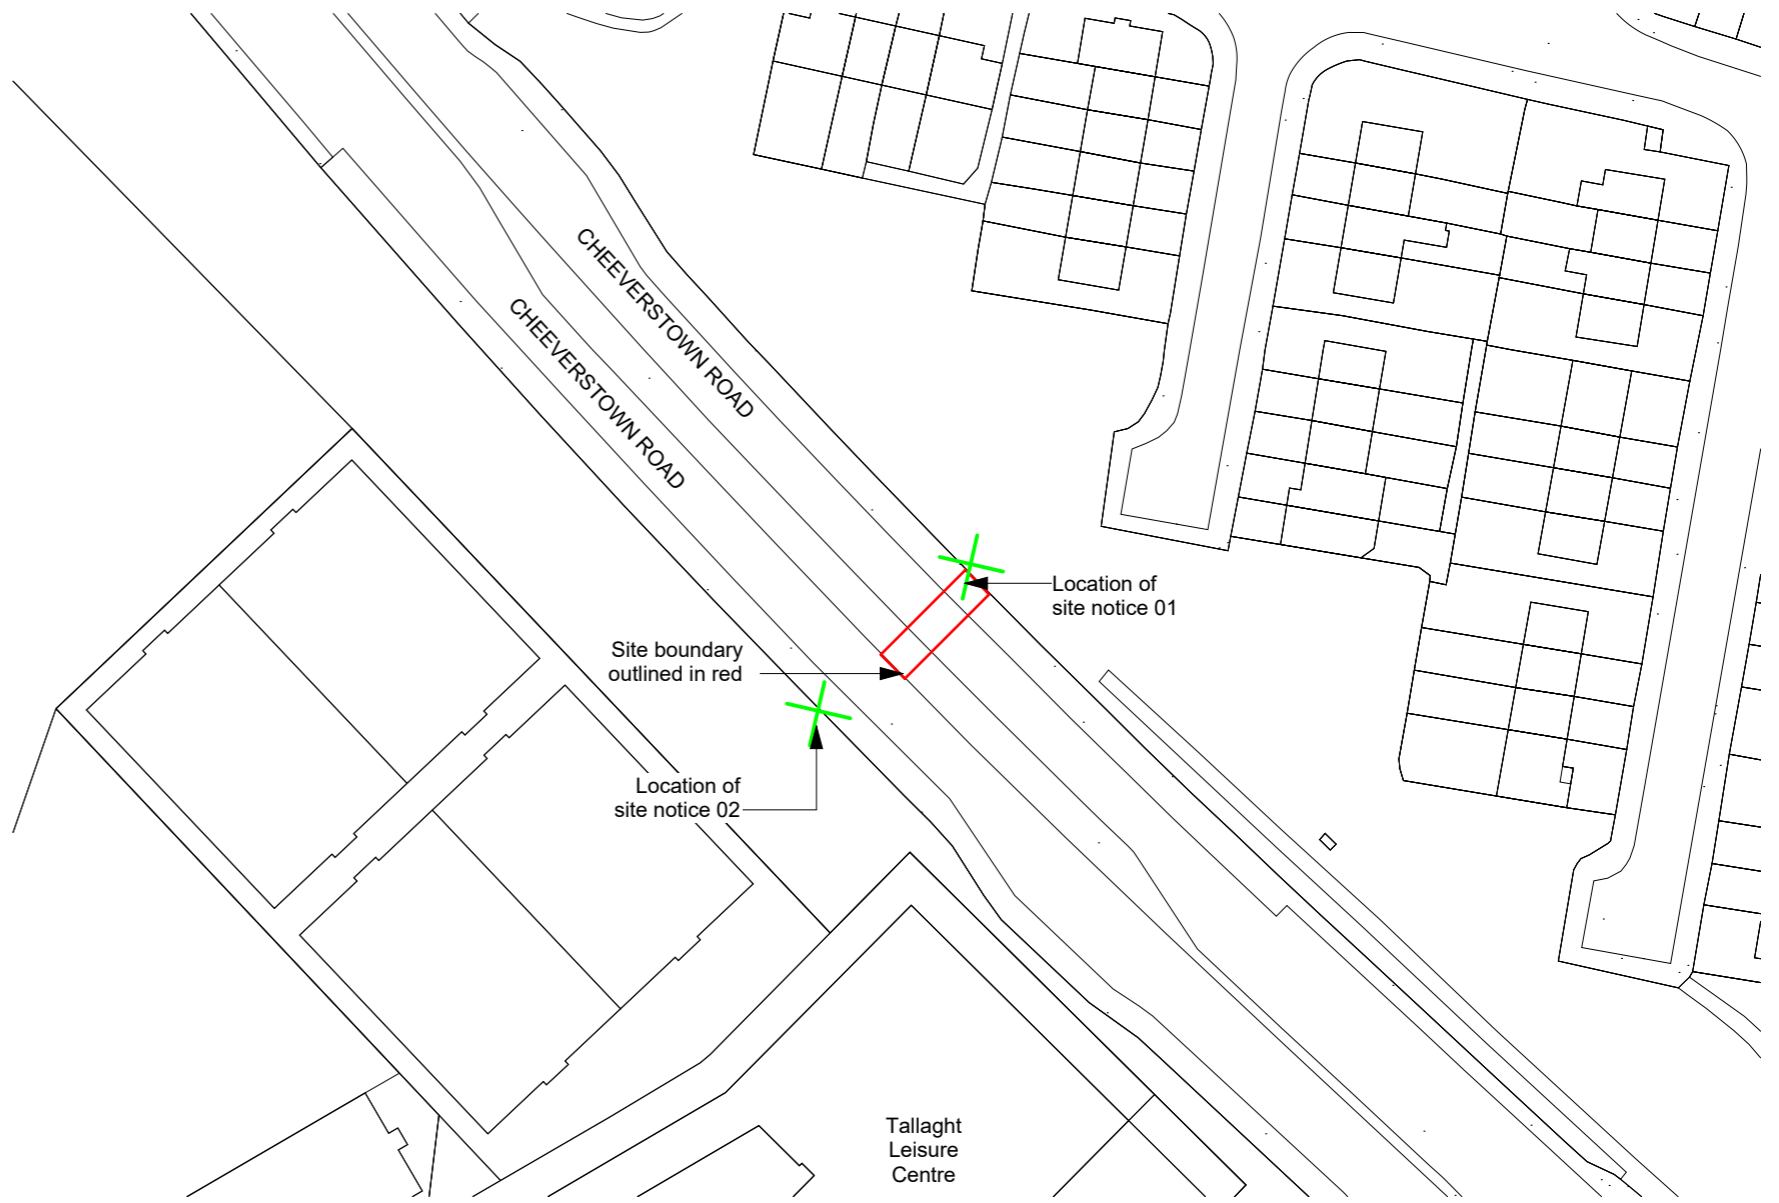 CHEEVERSTOWN ROAD
CHEEVERSTOWN ROAD
Location of
site notice 01
Site boundary
outlined in red
Location of
site notice 02
Tallaght
Leisure
Centre